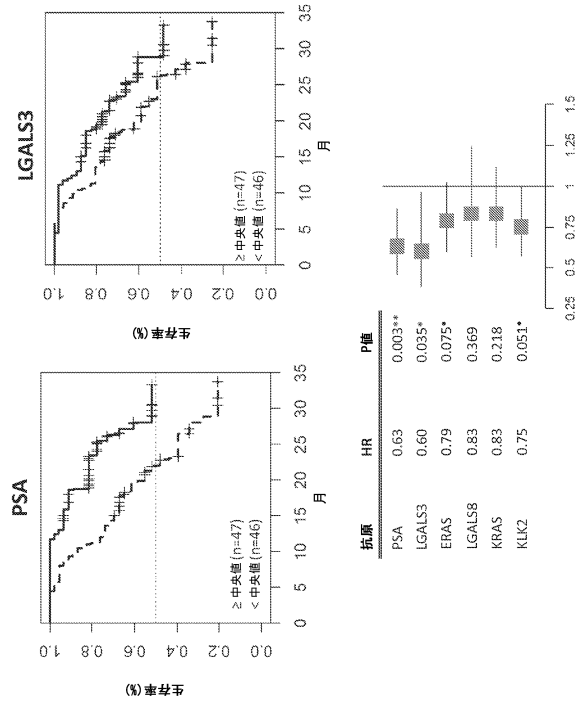 PSA
生存率(%)
1.0
0.8
0.6
0.4
0.2
0.0
≥ 中央値 (n=47)
< 中央値 (n=46)
0 5 10 15 20 25 30 35
月
LGALS3
生存率(%)
1.0
0.8
0.6
0.4
0.2
0.0
≥ 中央値 (n=47)
< 中央値 (n=46)
0 5 10 15 20 25 30 35
月
抗原 HR P値
PSA 0.63 0.003**
LGALS3 0.60 0.035*
ERAS 0.79 0.075*
LGALS8 0.83 0.369
KRAS 0.83 0.218
KLK2 0.75 0.051*
0.25 0.5 0.75 1 1.25 1.5